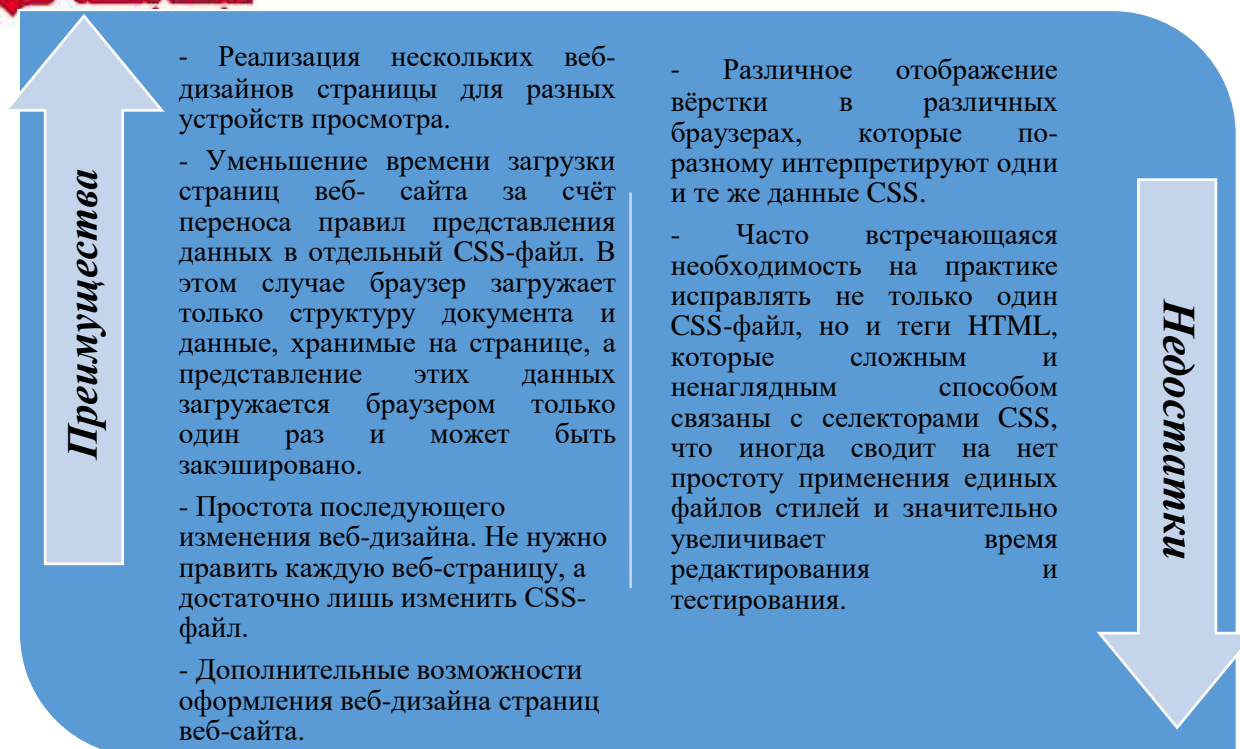 Преимущества
- Реализация нескольких веб-
дизайнов страницы для разных
устройств просмотра.
- Уменьшение времени загрузки
страниц веб- сайта за счёт
переноса правил представления
данных в отдельный CSS-файл. В
этом случае браузер загружает
только структуру документа и
данные, хранимые на странице, а
представление этих данных
загружается браузером только
один раз и может быть
закэшировано.
- Простота последующего
изменения веб-дизайна. Не нужно
править каждую веб-страницу, а
достаточно лишь изменить CSS-
файл.
- Дополнительные возможности
оформления веб-дизайна страниц
веб-сайта.
- Различное отображение
вёрстки в различных
браузерах, которые по-
разному интерпретируют одни
и те же данные CSS.
- Часто встречающаяся
необходимость на практике
исправлять не только один
CSS-файл, но и теги HTML,
которые сложным и
ненаглядным способом
связаны с селекторами CSS,
что иногда сводит на нет
простоту применения единых
файлов стилей и значительно
увеличивает время
редактирования и
тестирования.
Недостатки